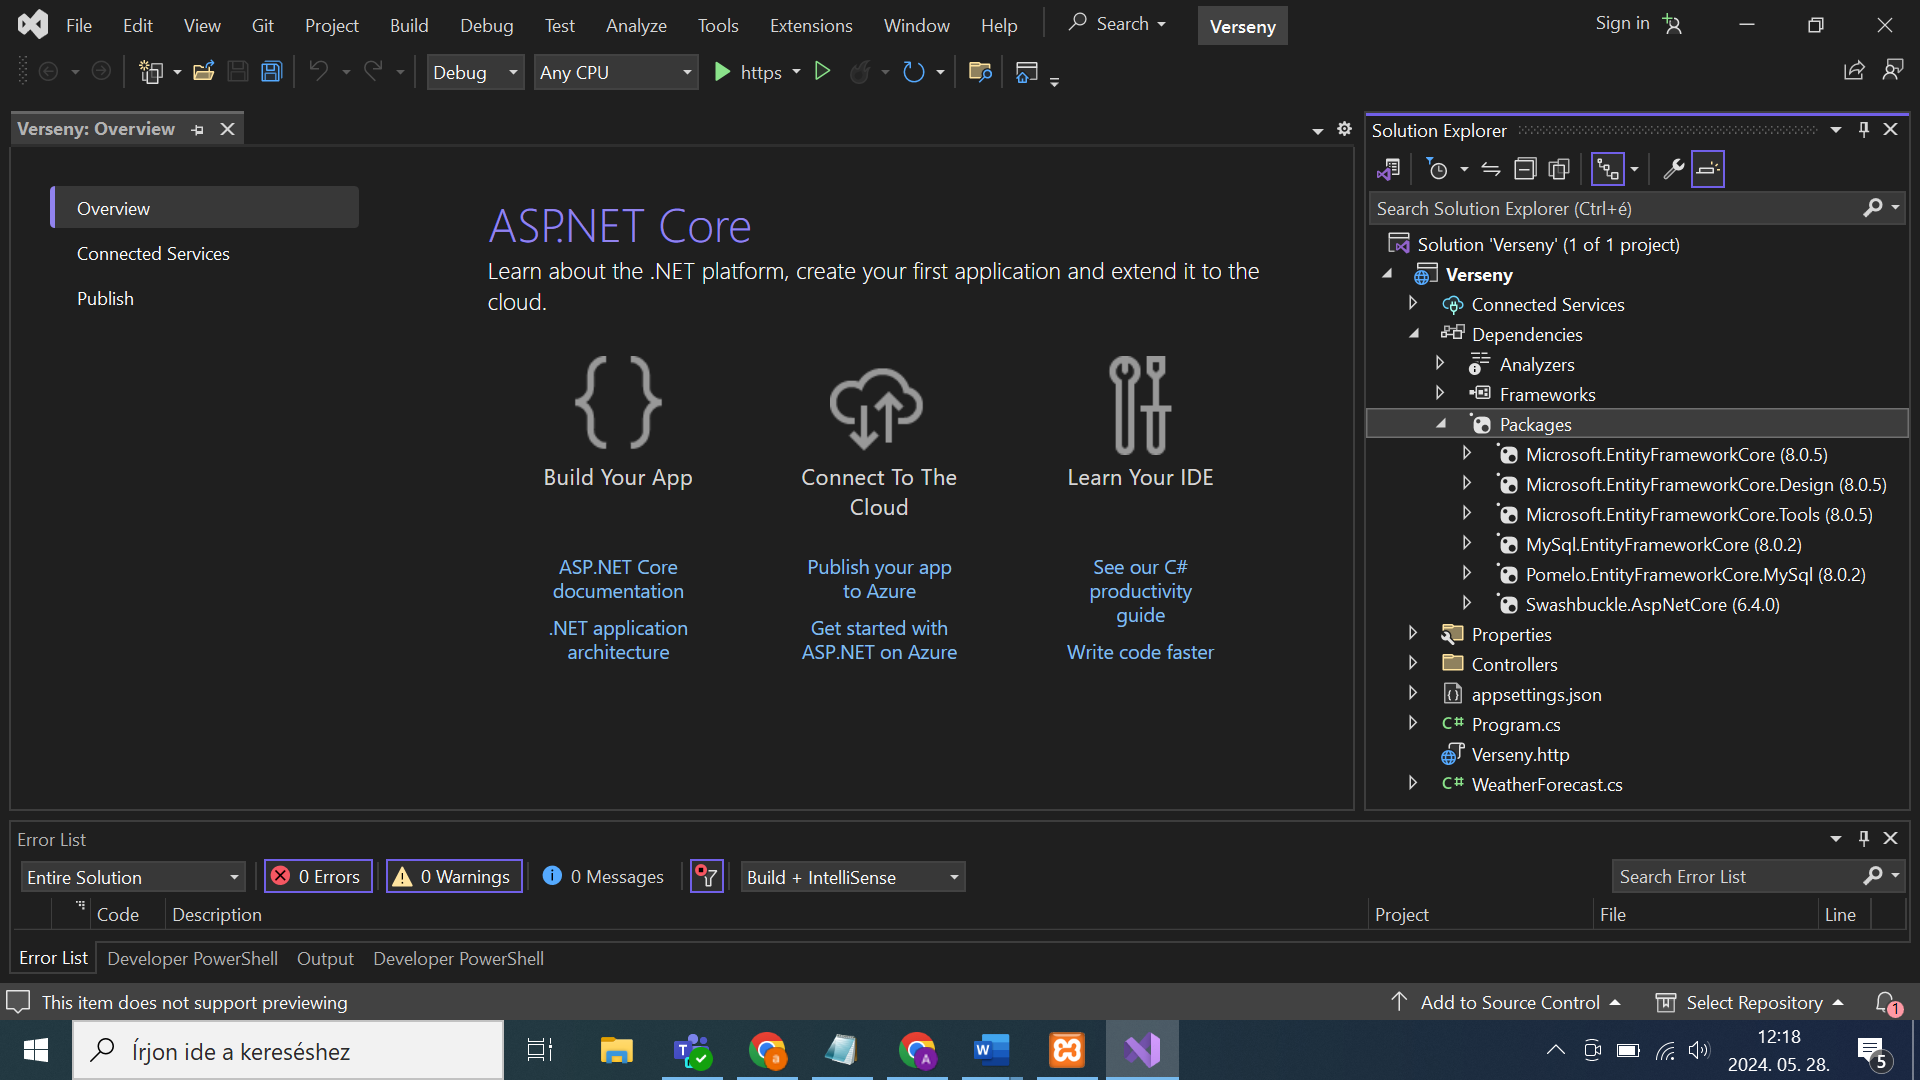 File Edit View Git Project Build Debug Test Analyze Tools Extensions Window Help Search Verseny Sign in
Debug Any CPU https
Verseny: Overview
Overview
Connected Services
Publish
ASP.NET Core
Learn about the .NET platform, create your first application and extend it to the
cloud.
Build Your App
Connect To The
Cloud
Learn Your IDE
ASP.NET Core
documentation
.NET application
architecture
Publish your app
to Azure
Get started with
ASP.NET on Azure
See our C#
productivity
guide
Write code faster
Solution Explorer
Search Solution Explorer (Ctrl+é)
Solution 'Verseny' (1 of 1 project)
Verseny
Connected Services
Dependencies
Analyzers
Frameworks
Packages
Microsoft.EntityFrameworkCore (8.0.5)
Microsoft.EntityFrameworkCore.Design (8.0.5)
Microsoft.EntityFrameworkCore.Tools (8.0.5)
MySql.EntityFrameworkCore (8.0.2)
Pomelo.EntityFrameworkCore.MySql (8.0.2)
Swashbuckle.AspNetCore (6.4.0)
Properties
Controllers
appsettings.json
C# Program.cs
Verseny.http
C# WeatherForecast.cs
Error List
Entire Solution 0 Errors 0 Warnings 0 Messages Build + IntelliSense Search Error List
Code Description Project File Line
Error List Developer PowerShell Output Developer PowerShell
This item does not support previewing Add to Source Control Select Repository 1
Írjon ide a kereséshez
12:18
2024. 05. 28.
5